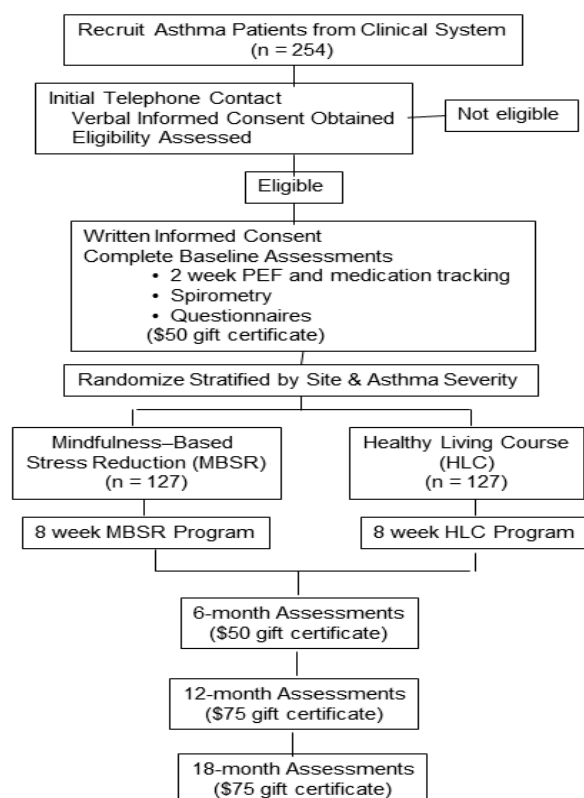 Recruit Asthma Patients from Clinical System
(n = 254)
Initial Telephone Contact
Verbal Informed Consent Obtained
Eligibility Assessed
Not eligible
Eligible
Written Informed Consent
Complete Baseline Assessments
• 2 week PEF and medication tracking
• Spirometry
• Questionnaires
($50 gift certificate)
Randomize Stratified by Site & Asthma Severity
Mindfulness–Based
Stress Reduction (MBSR)
(n = 127)
Healthy Living Course
(HLC)
(n = 127)
8 week MBSR Program
8 week HLC Program
6-month Assessments
($50 gift certificate)
12-month Assessments
($75 gift certificate)
18-month Assessments
($75 gift certificate)